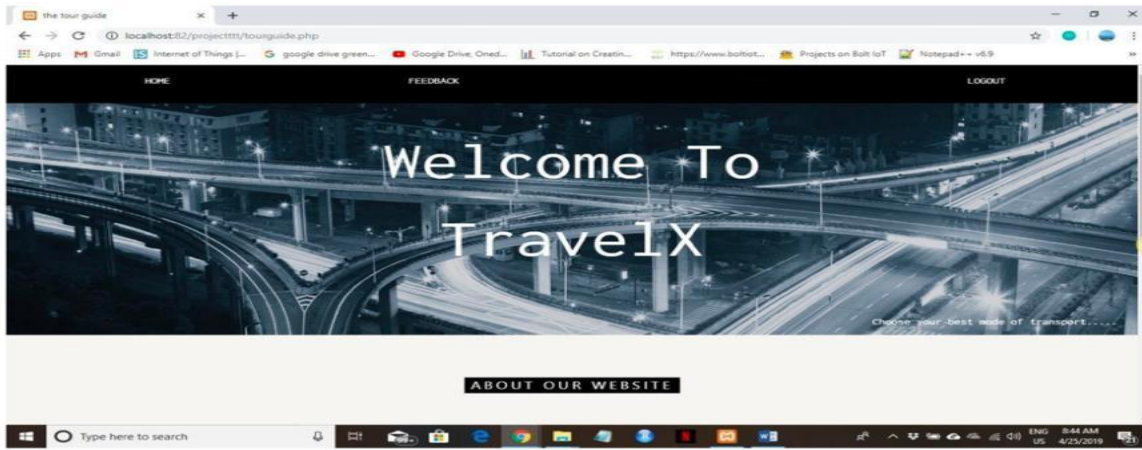 the tour guide
localhost:82/projectttt/tourguide.php
Apps Gmail Internet of Things (... google drive green... Google Drive, Oned... Tutorial on Creatin... https://www.boltiot... Projects on Bolt IoT Notepad++ v6.9
HOME FEEDBACK LOGOUT
Welcome To
TravelX
Choose your best mode of transport.....
ABOUT OUR WEBSITE
Type here to search
ENG 8:44 AM
US 4/25/2019
21